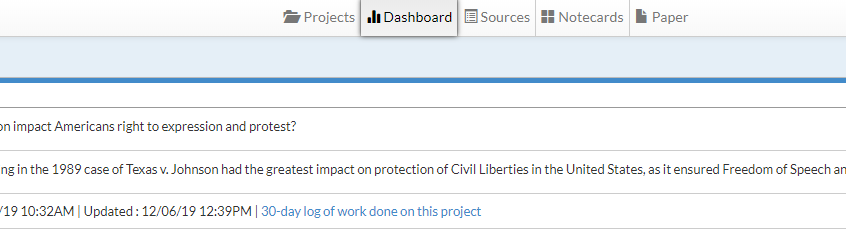 Projects Dashboard Sources Notecards Paper
on impact Americans right to expression and protest?
ng in the 1989 case of Texas v. Johnson had the greatest impact on protection of Civil Liberties in the United States, as it ensured Freedom of Speech an
/19 10:32AM | Updated : 12/06/19 12:39PM | 30-day log of work done on this project